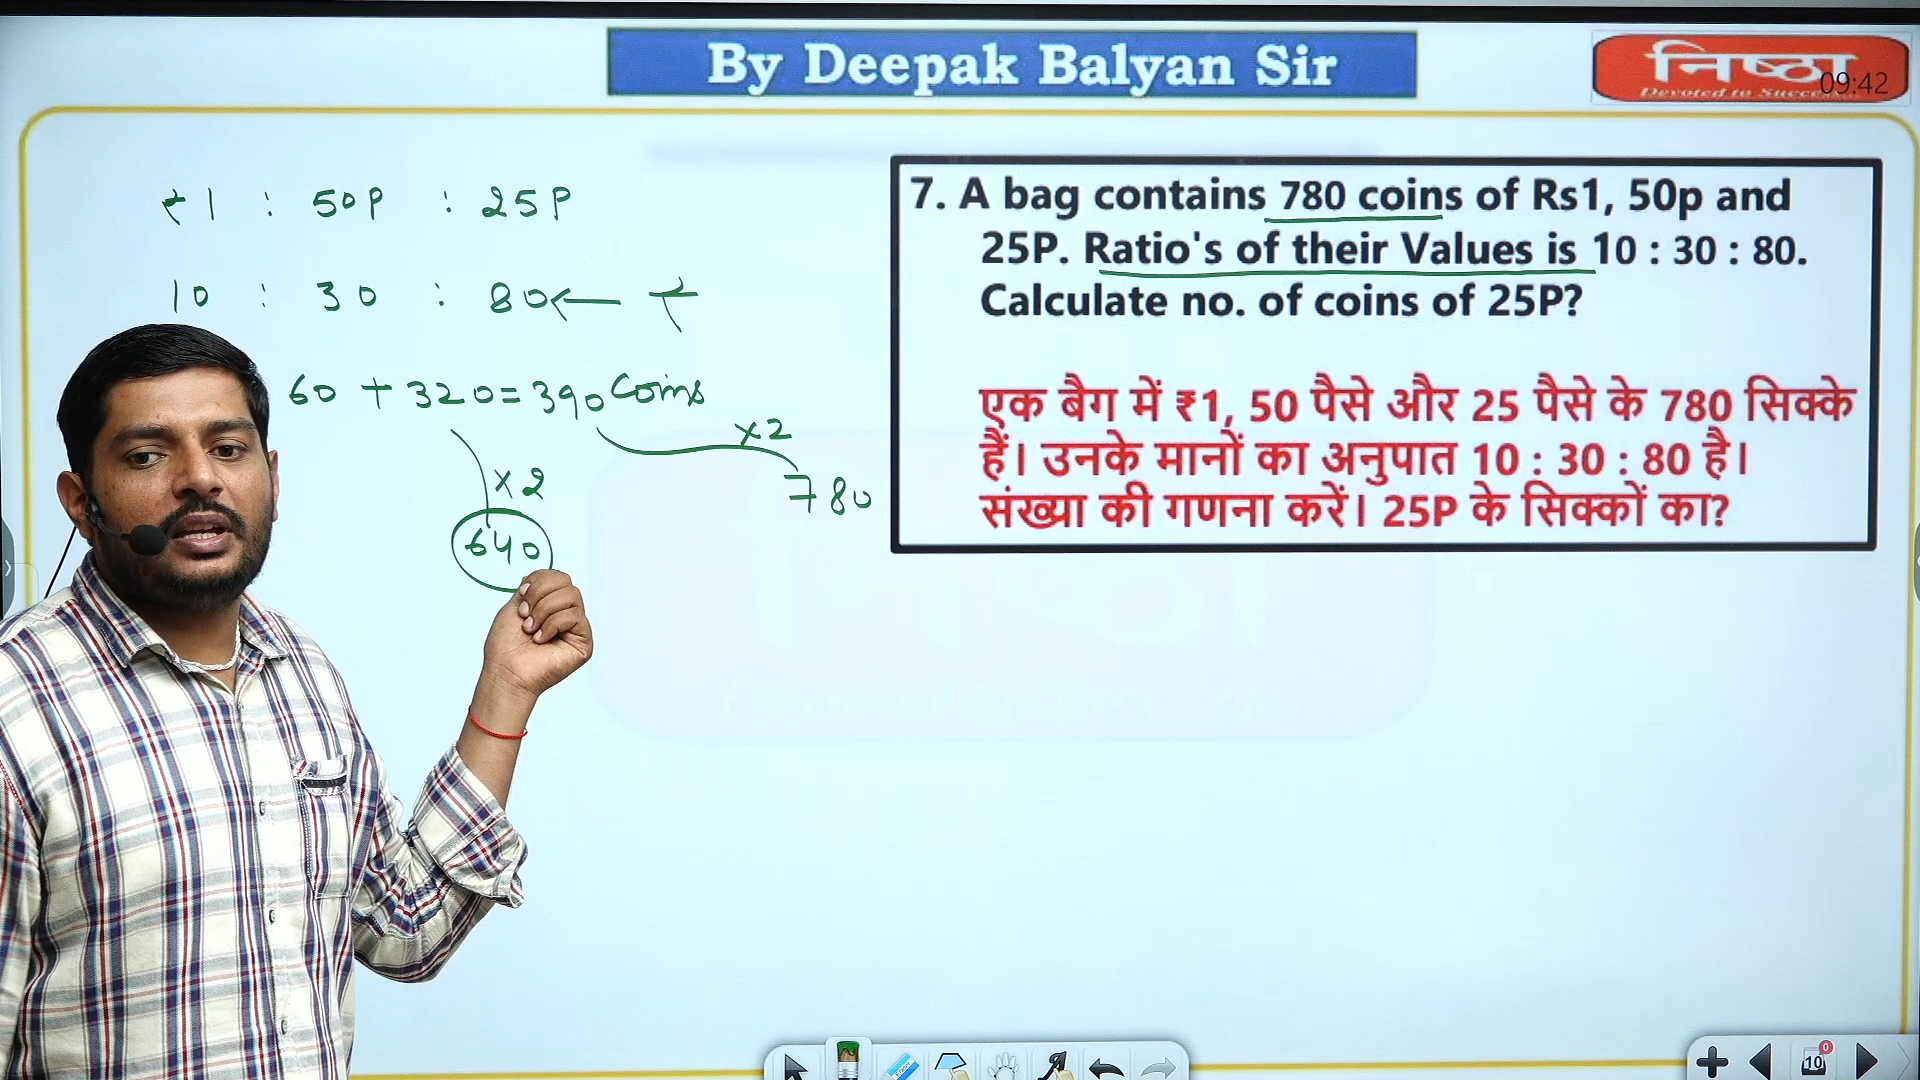 By Deepak Balyan Sir
निष्ठा
Devoted to Success
09:42
₹1 : 50P : 25P
10 : 30 : 80 ← ₹
60 + 320 = 390 Coins
×2
×2
780
640
7. A bag contains 780 coins of Rs1, 50p and
25P. Ratio's of their Values is 10 : 30 : 80.
Calculate no. of coins of 25P?
एक बैग में ₹1, 50 पैसे और 25 पैसे के 780 सिक्के
हैं। उनके मानों का अनुपात 10 : 30 : 80 है।
संख्या की गणना करें। 25P के सिक्कों का?
10
0